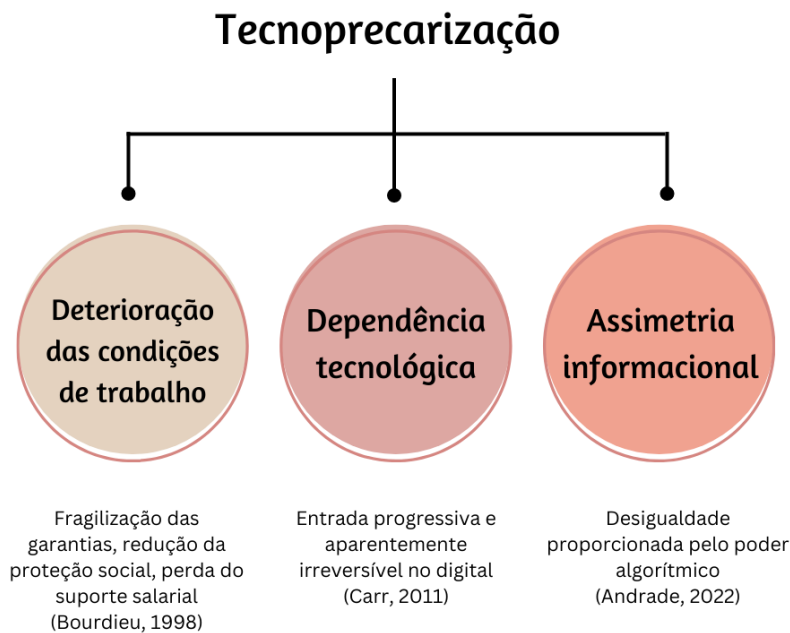 Tecnoprecarização
Deterioração
das condições
de trabalho
Dependência
tecnológica
Assimetria
informacional
Fragilização das
garantias, redução da
proteção social, perda do
suporte salarial
(Bourdieu, 1998)
Entrada progressiva e
aparentemente
irreversível no digital
(Carr, 2011)
Desigualdade
proporcionada pelo poder
algorítmico
(Andrade, 2022)